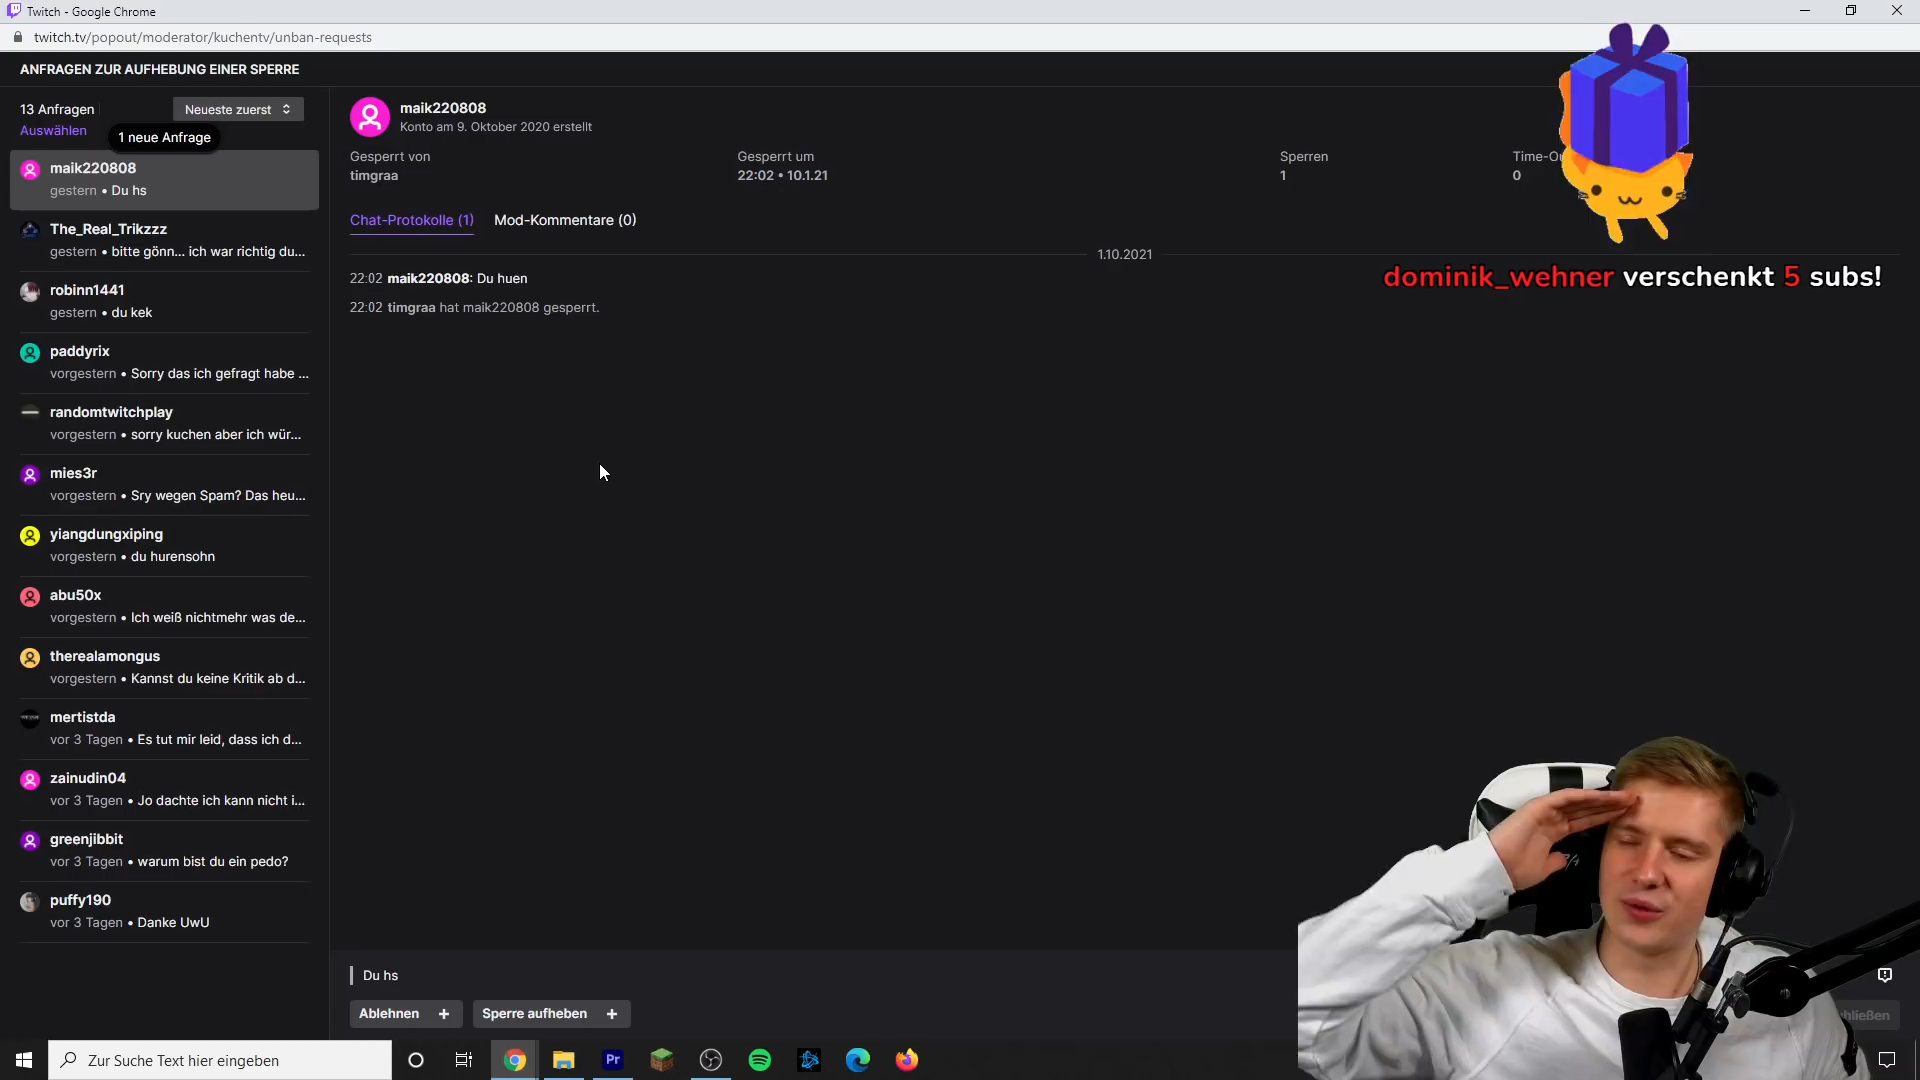 Twitch - Google Chrome
twitch.tv/popout/moderator/kuchentv/unban-requests
ANFRAGEN ZUR AUFHEBUNG EINER SPERRE
13 Anfragen
Neueste zuerst
Auswählen
1 neue Anfrage
maik220808
gestern • Du hs
The_Real_Trikzzz
gestern • bitte gönn... ich war richtig du...
robinn1441
gestern • du kek
paddyrix
vorgestern • Sorry das ich gefragt habe ...
randomtwitchplay
vorgestern • sorry kuchen aber ich wür...
mies3r
vorgestern • Sry wegen Spam? Das heu...
yiangdungxiping
vorgestern • du hurensohn
abu50x
vorgestern • Ich weiß nichtmehr was de...
therealamongus
vorgestern • Kannst du keine Kritik ab d...
mertistda
vor 3 Tagen • Es tut mir leid, dass ich d...
zainudin04
vor 3 Tagen • Jo dachte ich kann nicht i...
greenjibbit
vor 3 Tagen • warum bist du ein pedo?
puffy190
vor 3 Tagen • Danke UwU
maik220808
Konto am 9. Oktober 2020 erstellt
Gesperrt von
timgraa
Gesperrt um
22:02 • 10.1.21
Sperren
1
Time-O
0
Chat-Protokolle (1)
Mod-Kommentare (0)
1.10.2021
22:02 maik220808: Du huen
22:02 timgraa hat maik220808 gesperrt.
dominik_wehner verschenkt 5 subs!
Du hs
Ablehnen +
Sperre aufheben +
hließen
Zur Suche Text hier eingeben
Pr